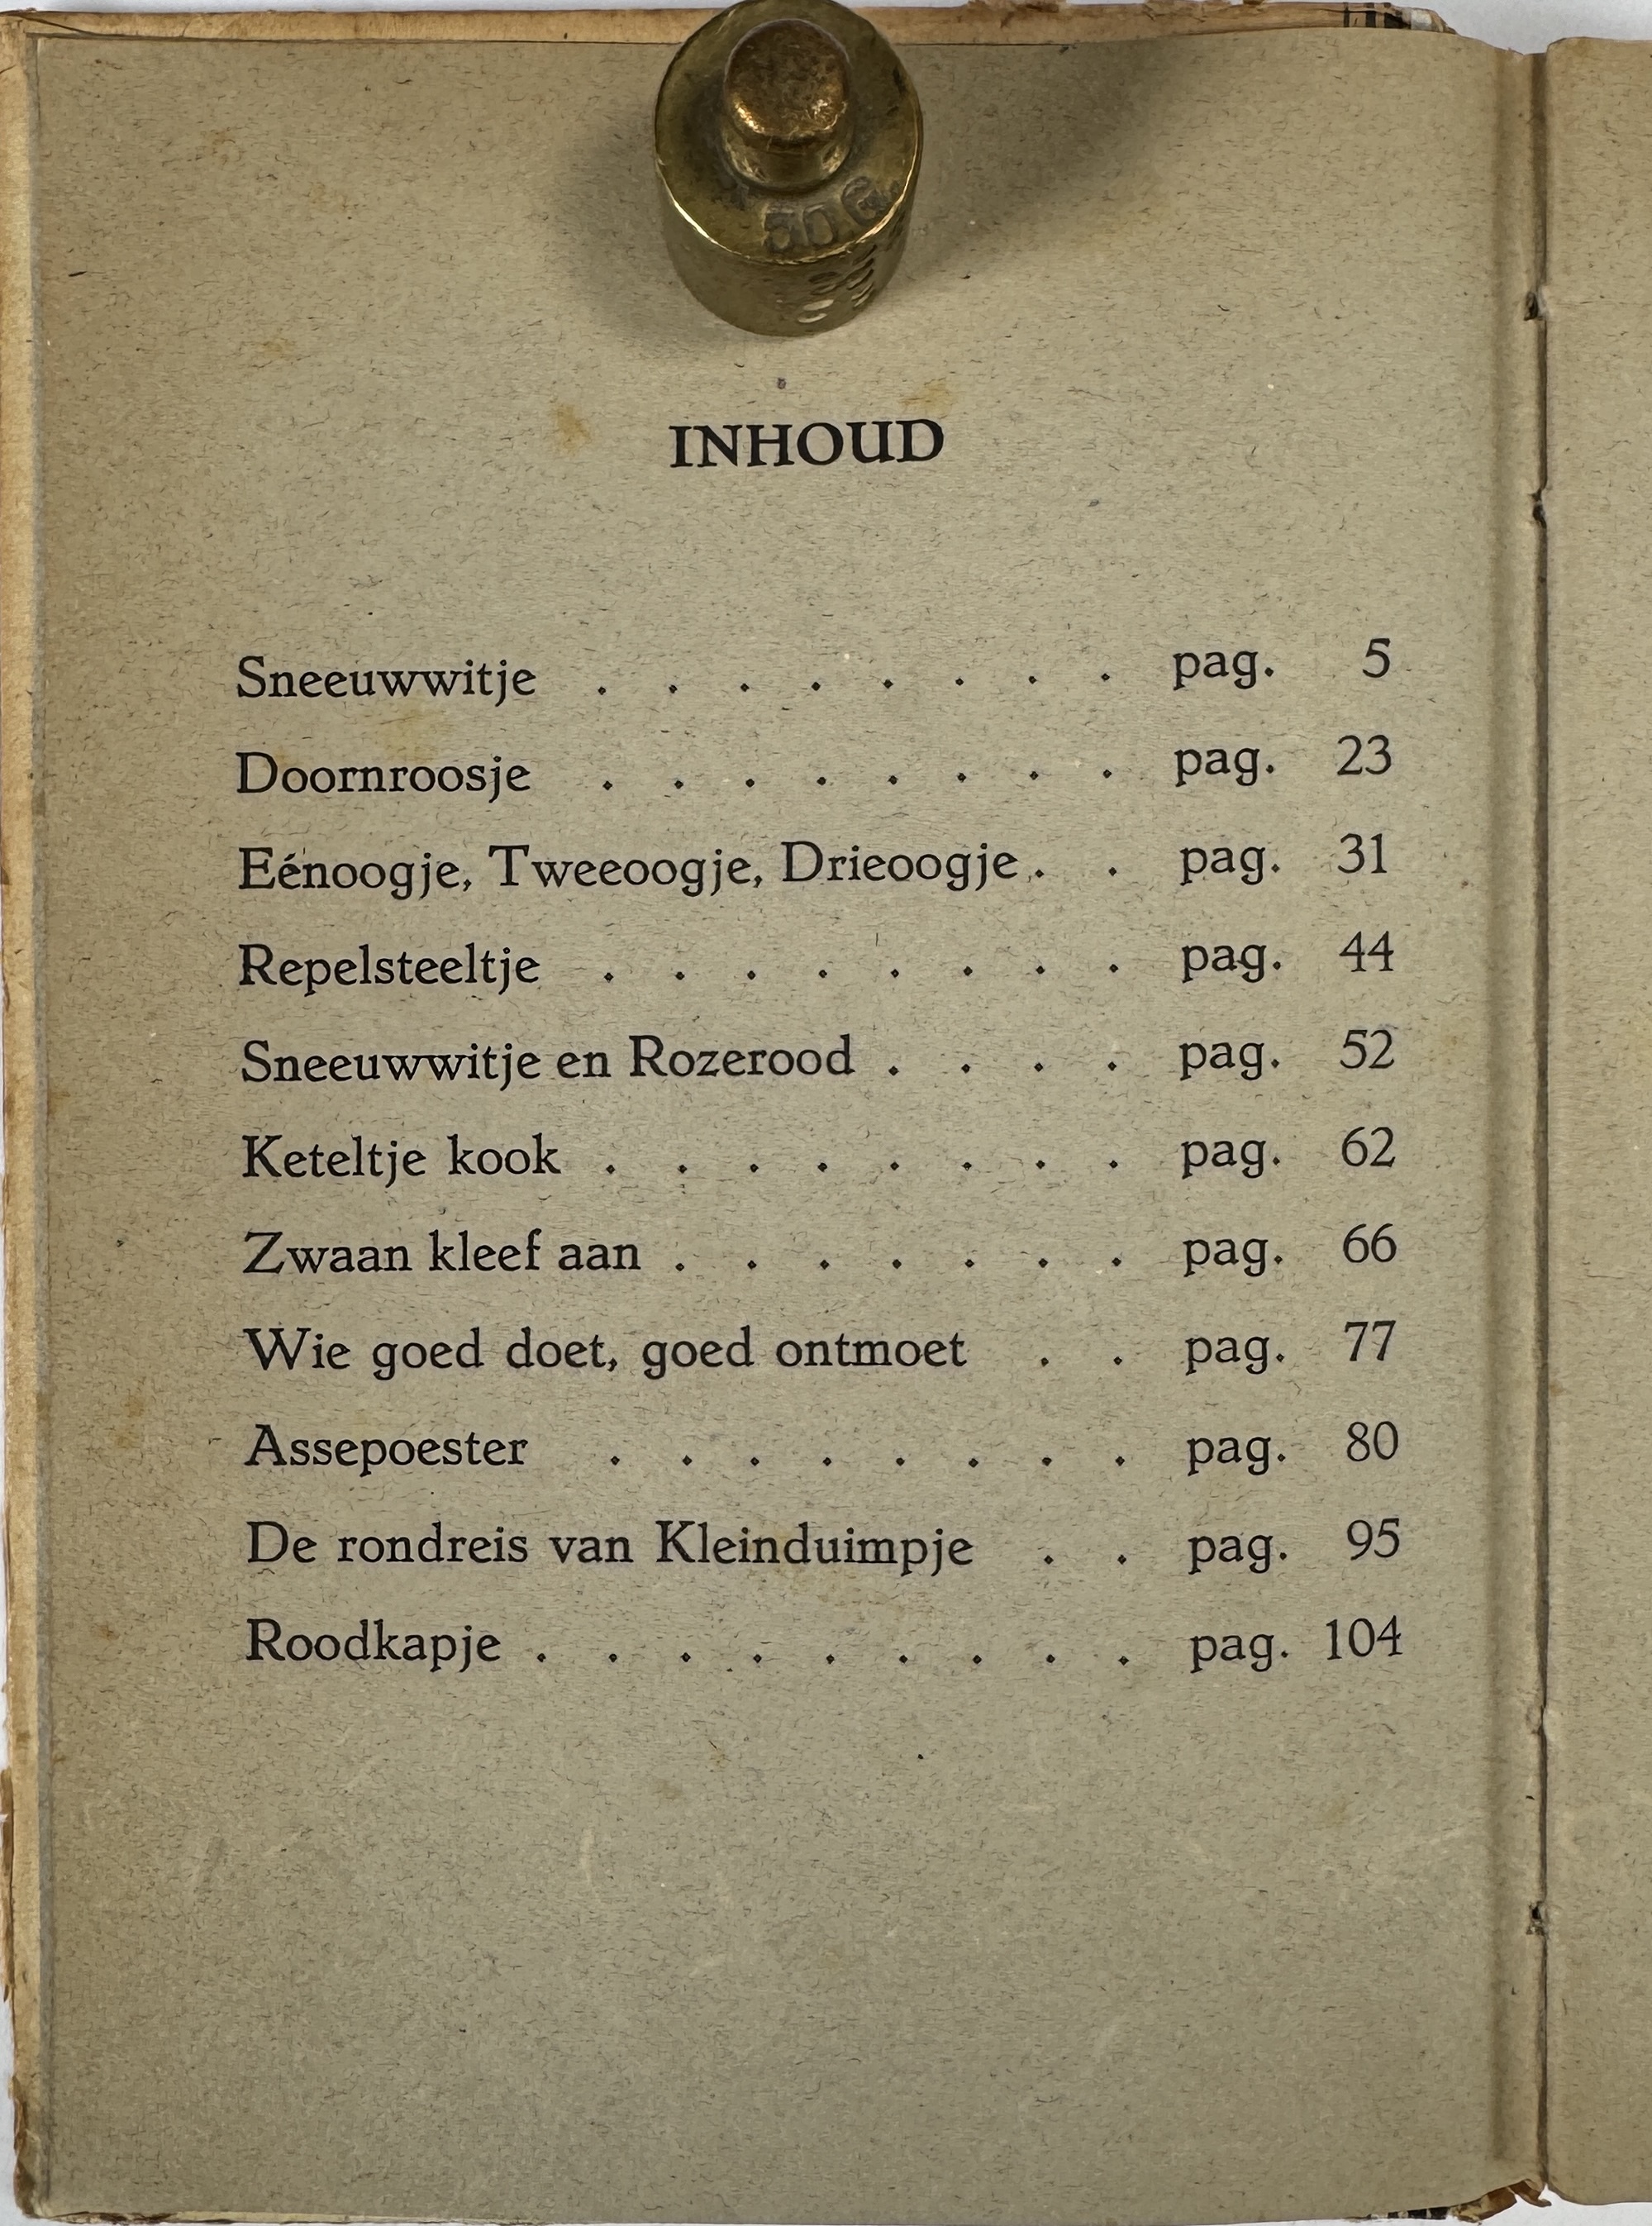 50 G
INHOUD
Sneeuwwitje . . . . . . . . pag. 5
Doornroosje . . . . . . . . pag. 23
Eénoogje, Tweeoogje, Drieoogje . . pag. 31
Repelsteeltje . . . . . . . . pag. 44
Sneeuwwitje en Rozerood . . . . pag. 52
Keteltje kook . . . . . . . . pag. 62
Zwaan kleef aan . . . . . . . pag. 66
Wie goed doet, goed ontmoet . . pag. 77
Assepoester . . . . . . . . pag. 80
De rondreis van Kleinduimpje . . pag. 95
Roodkapje . . . . . . . . . pag. 104